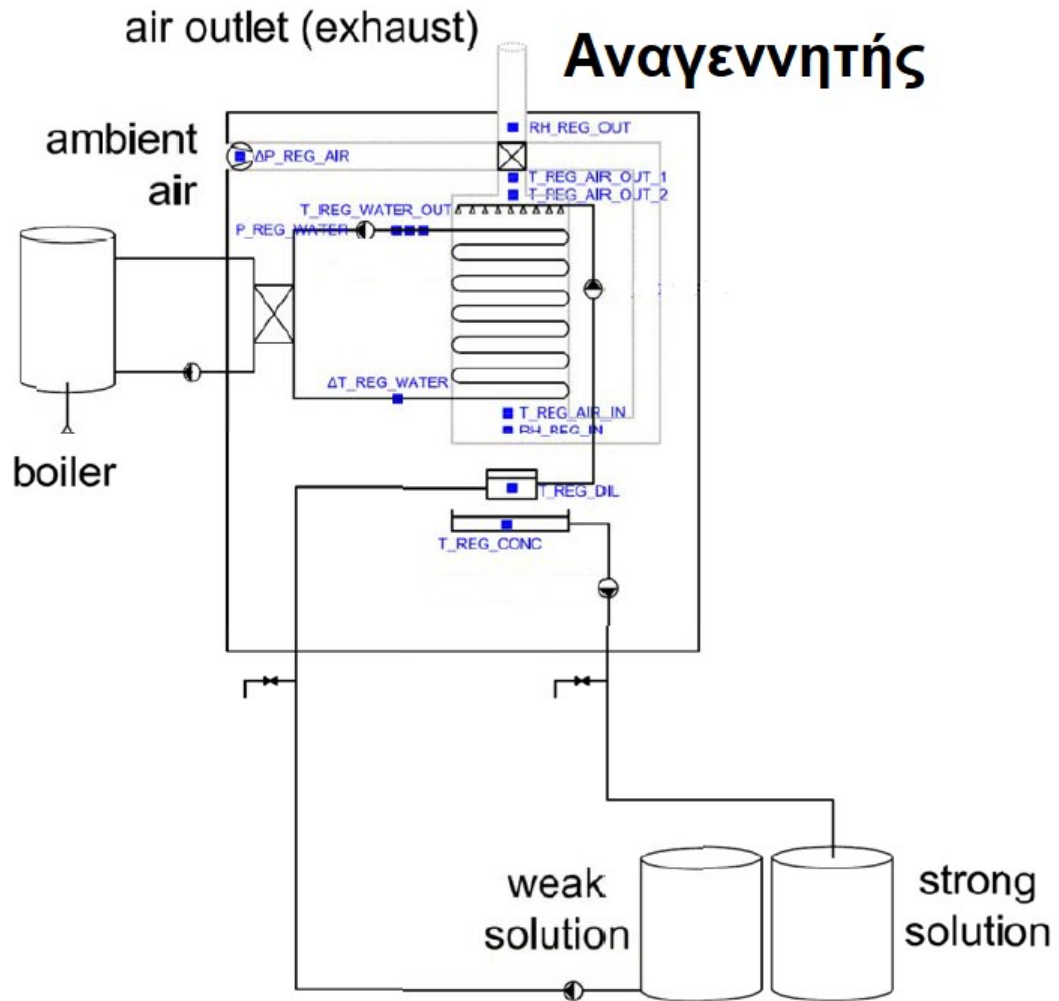 air outlet (exhaust)
Αναγεννητής
ambient
air
RH_REG_OUT
ΔP_REG_AIR
T_REG_AIR_OUT_1
T_REG_AIR_OUT_2
T_REG_WATER_OUT
P_REG_WATER
ΔT_REG_WATER
T_REG_AIR_IN
RH_REG_IN
boiler
T_REG_DIL
T_REG_CONC
weak
solution
strong
solution